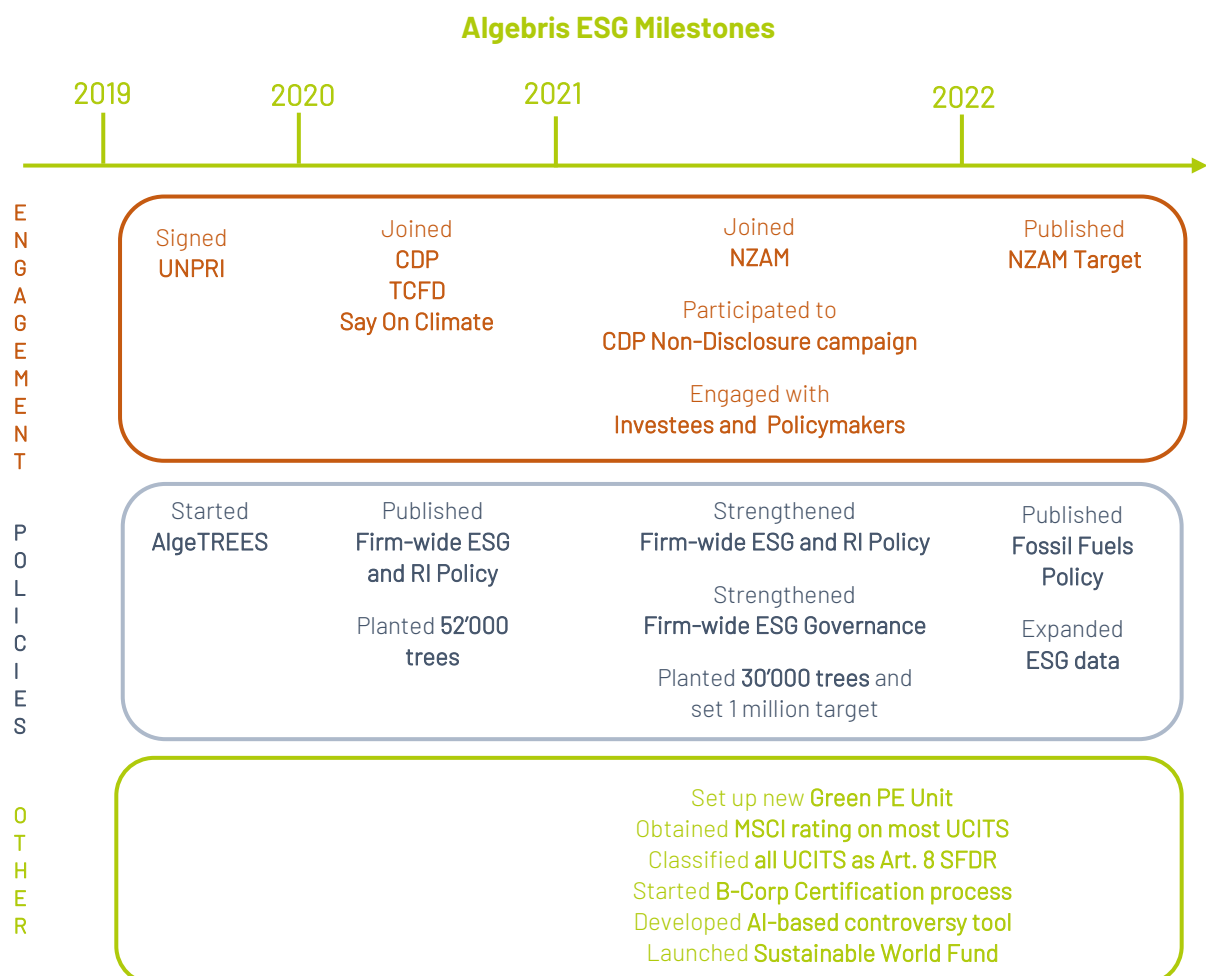 Algebris ESG Milestones
2019
2020
2021
2022
ENGAGEMENT
Signed
UNPRI
Joined
CDP
TCFD
Say On Climate
Joined
NZAM
Participated to
CDP Non-Disclosure campaign
Engaged with
Investees and Policymakers
Published
NZAM Target
POLICIES
Started
AlgeTREES
Published
Firm-wide ESG
and RI Policy
Planted 52'000
trees
Strengthened
Firm-wide ESG and RI Policy
Strengthened
Firm-wide ESG Governance
Planted 30'000 trees and
set 1 million target
Published
Fossil Fuels
Policy
Expanded
ESG data
OTHER
Set up new Green PE Unit
Obtained MSCI rating on most UCITS
Classified all UCITS as Art. 8 SFDR
Started B-Corp Certification process
Developed AI-based controversy tool
Launched Sustainable World Fund